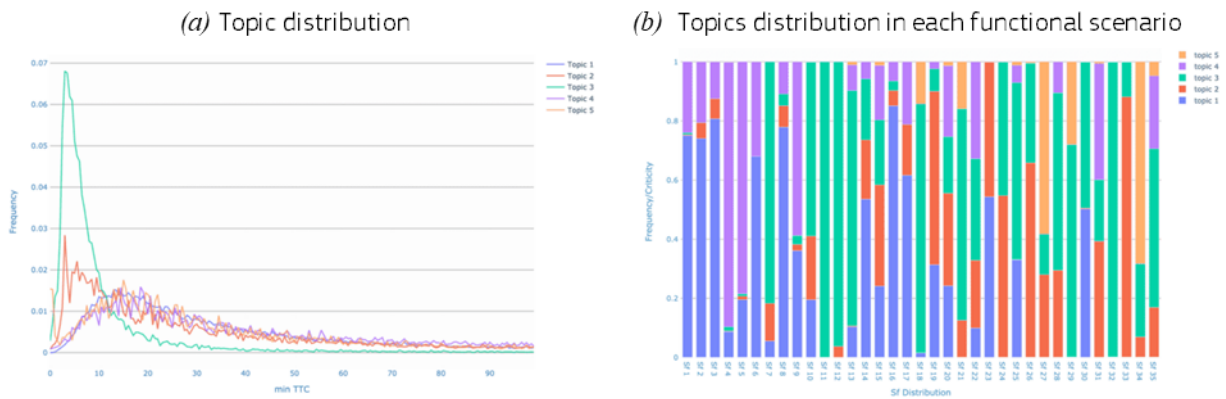 (a) Topic distribution
0.07
0.06
0.05
0.04
0.03
0.02
0.01
0
Frequency
0 10 20 30 40 50 60 70 80 90
min TTC
Topic 1
Topic 2
Topic 3
Topic 4
Topic 5
(b) Topics distribution in each functional scenario
1
0.8
0.6
0.4
0.2
0
Frequency/Criticity
Sf 1
Sf 2
Sf 3
Sf 4
Sf 5
Sf 6
Sf 7
Sf 8
Sf 9
Sf 10
Sf 11
Sf 12
Sf 13
Sf 14
Sf 15
Sf 16
Sf 17
Sf 18
Sf 19
Sf 20
Sf 21
Sf 22
Sf 23
Sf 24
Sf 25
Sf 26
Sf 27
Sf 28
Sf 29
Sf 30
Sf 31
Sf 32
Sf 33
Sf 34
Sf 35
Sf Distribution
topic 5
topic 4
topic 3
topic 2
topic 1